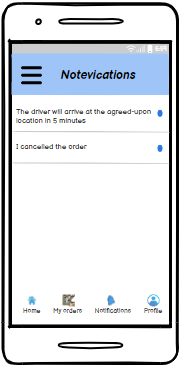 Notevications
The driver will arrive at the agreed-upon
location in 5 minutes
I cancelled the order
Home My orders Notifications Profile